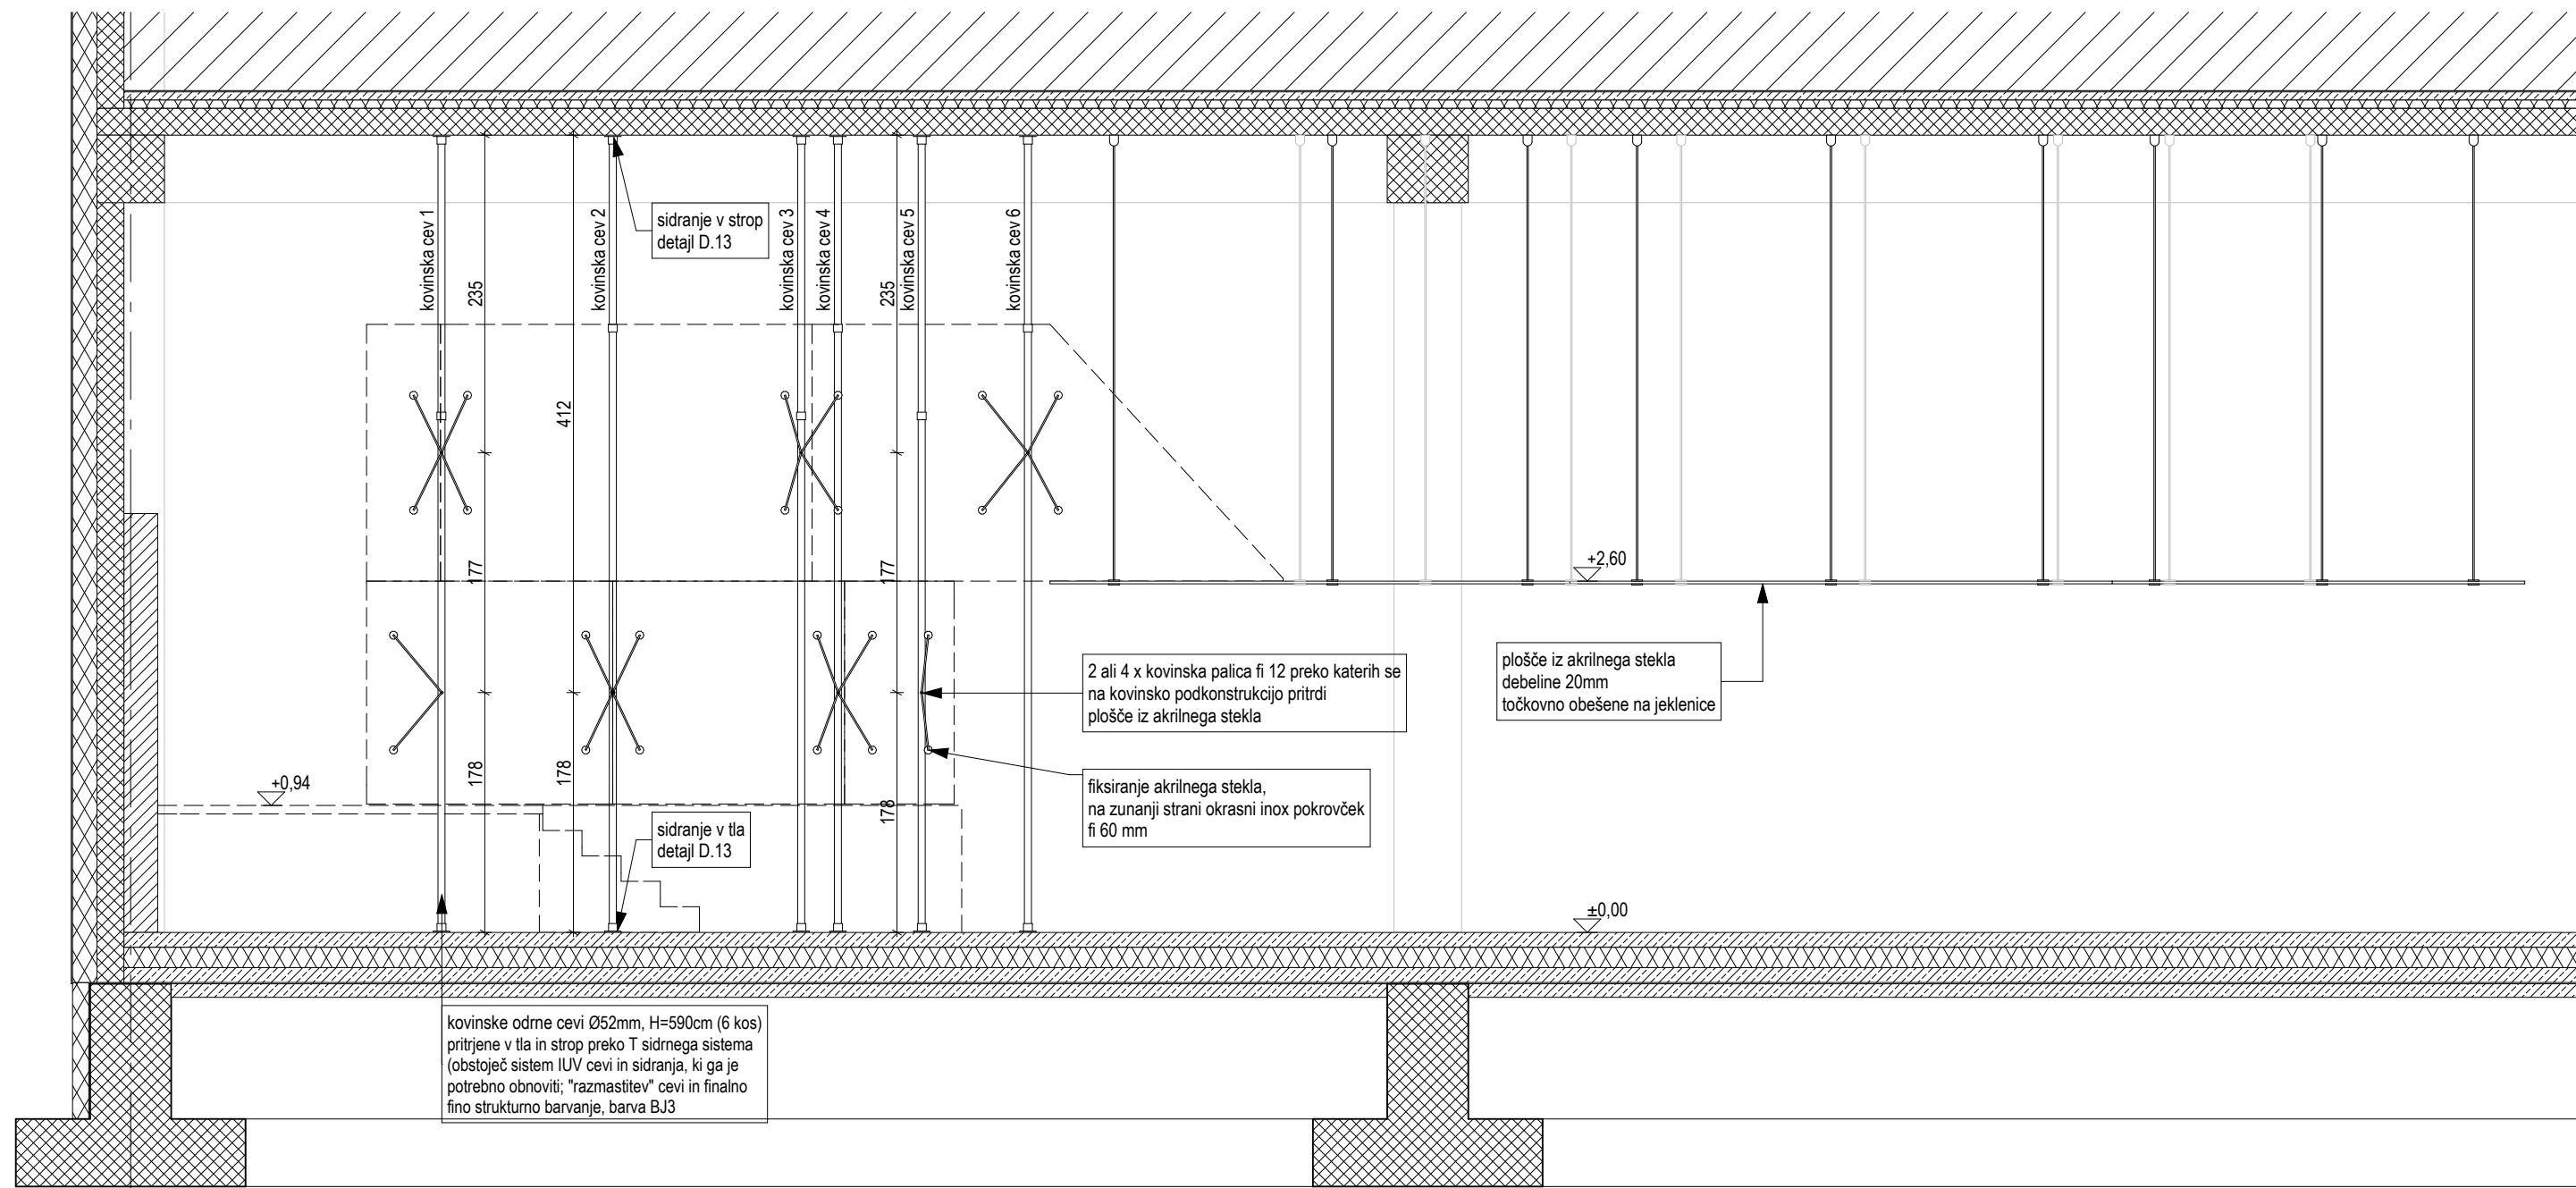 kovinska cev 1
kovinska cev 2
kovinska cev 3
kovinska cev 4
kovinska cev 5
kovinska cev 6
sidranje v strop
detajl D.13
235
235
412
177
177
178
178
178
+2,60
+0,94
±0,00
2 ali 4 x kovinska palica fi 12 preko katerih se
na kovinsko podkonstrukcijo pritrdi
plošče iz akrilnega stekla
plošče iz akrilnega stekla
debeline 20mm
točkovno obešene na jeklenice
fiksiranje akrilnega stekla,
na zunanji strani okrasni inox pokrovček
fi 60 mm
sidranje v tla
detajl D.13
kovinske odrne cevi Ø52mm, H=590cm (6 kos)
pritrjene v tla in strop preko T sidrnega sistema
(obstoječ sistem IUV cevi in sidranja, ki ga je
potrebno obnoviti; "razmastitev" cevi in finalno
fino strukturno barvanje, barva BJ3